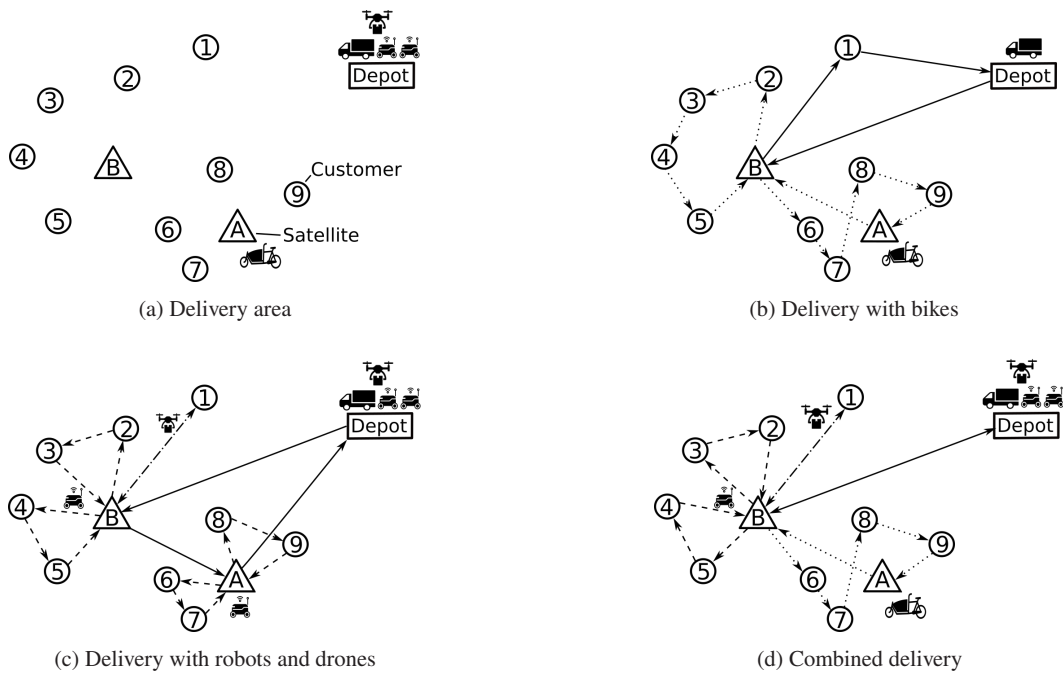 1
2
Depot
3
4
B
8
Customer
9
5
6
A
Satellite
7
(a) Delivery area
1
2
Depot
3
4
B
8
9
5
6
A
7
(b) Delivery with bikes
1
2
Depot
3
4
B
8
9
5
6
A
7
(c) Delivery with robots and drones
1
2
Depot
3
4
B
8
9
5
6
A
7
(d) Combined delivery